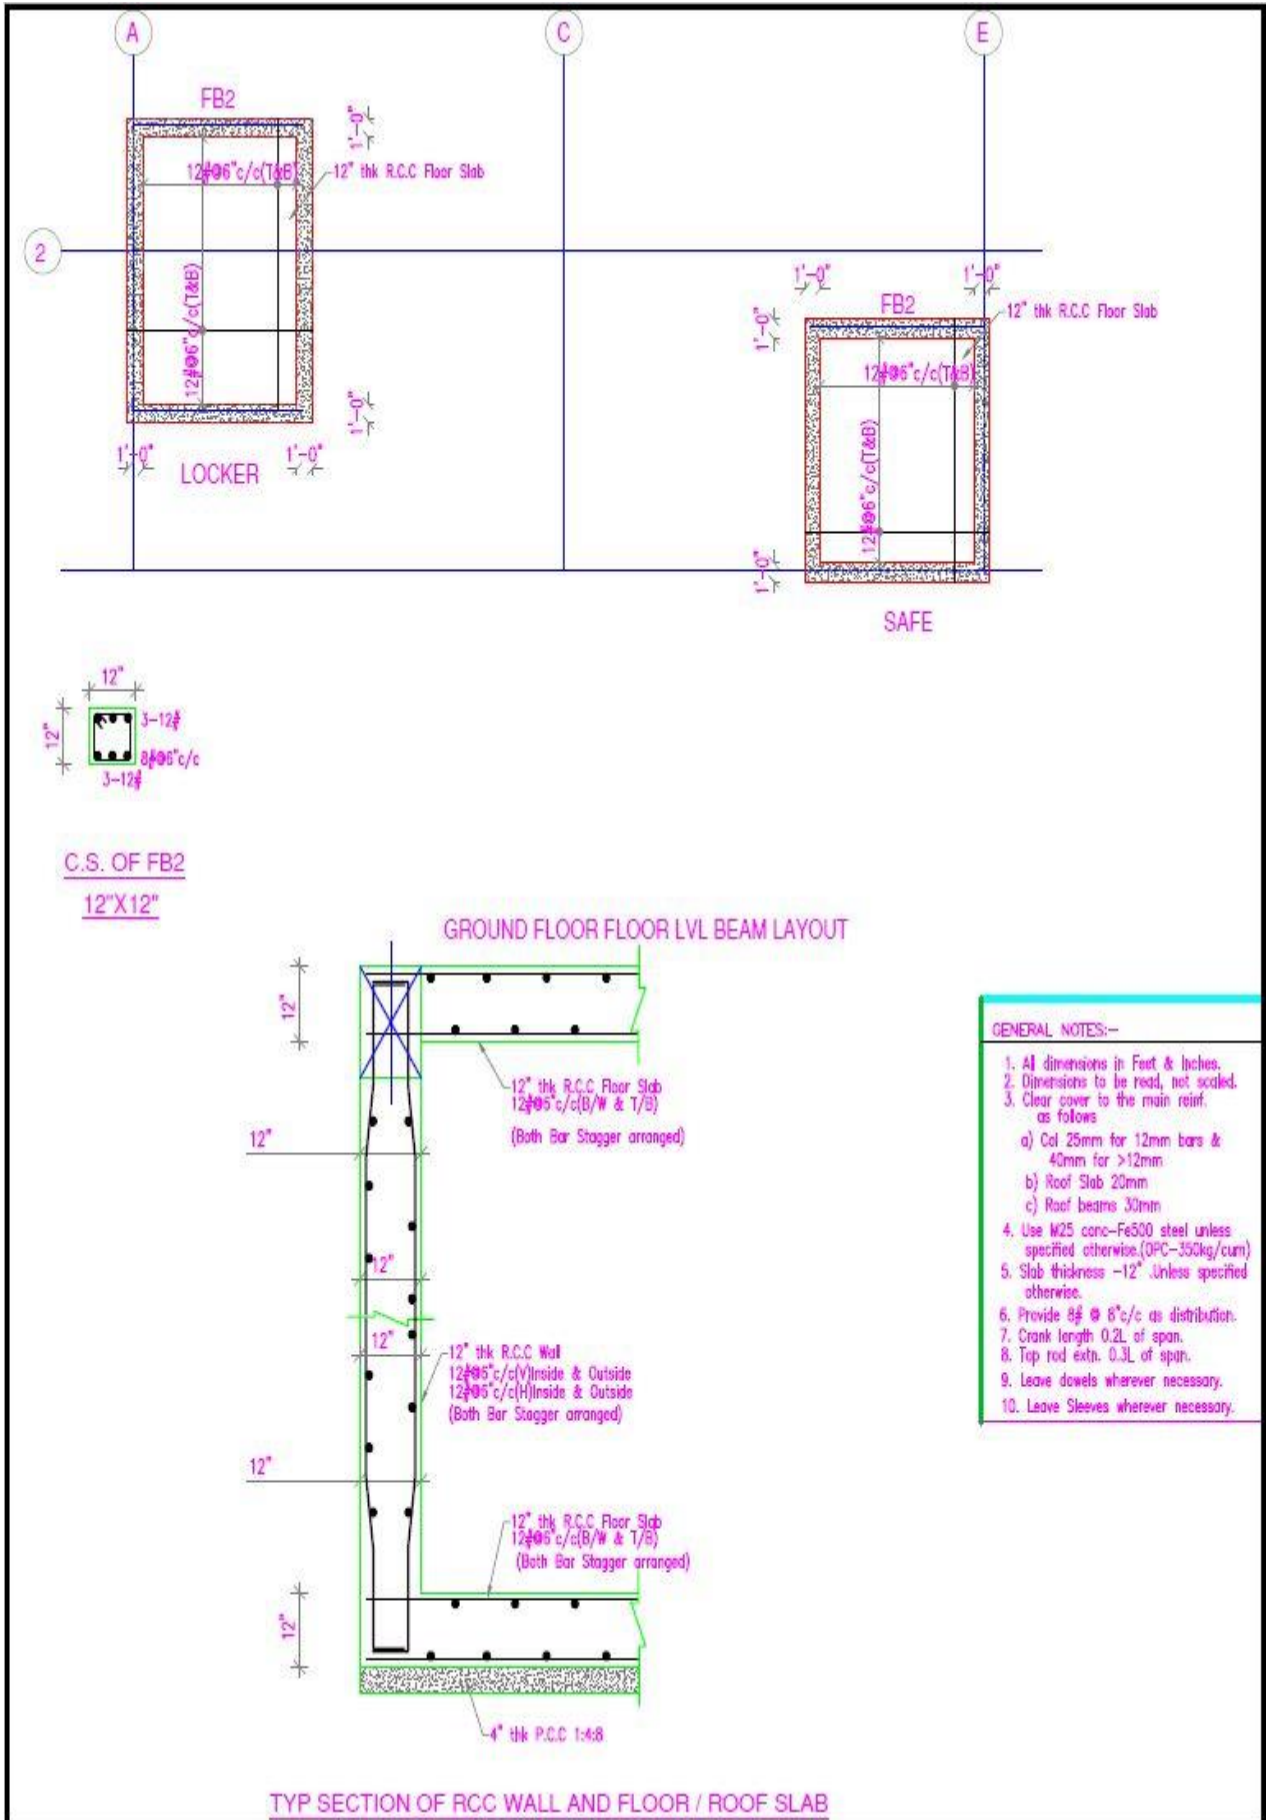 A
C
E
2
FB2
1'-0"
12#@6"c/c(T&B)
12" thk R.C.C Floor Slab
12#@6"c/c(T&B)
1'-0"
1'-0"
1'-0"
LOCKER
1'-0"
1'-0"
FB2
12" thk R.C.C Floor Slab
1'-0"
12#@6"c/c(T&B)
12#@6"c/c(T&B)
1'-0"
SAFE
12"
12"
3-12#
8#@6"c/c
3-12#
C.S. OF FB2
12"X12"
GROUND FLOOR FLOOR LVL BEAM LAYOUT
12"
12" thk R.C.C Floor Slab
12#@6"c/c(B/W & T/B)
(Both Bar Stagger arranged)
12"
12"
12"
12" thk R.C.C Wall
12#@6"c/c(V)Inside & Outside
12#@6"c/c(H)Inside & Outside
(Both Bar Stagger arranged)
12"
12" thk R.C.C Floor Slab
12#@6"c/c(B/W & T/B)
(Both Bar Stagger arranged)
12"
4" thk P.C.C 1:4:8
TYP SECTION OF RCC WALL AND FLOOR / ROOF SLAB
GENERAL NOTES:-
1. All dimensions in Feet & Inches.
2. Dimensions to be read, not scaled.
3. Clear cover to the main reinf.
as follows
a) Col 25mm for 12mm bars &
40mm for >12mm
b) Roof Slab 20mm
c) Roof beams 30mm
4. Use M25 conc-Fe500 steel unless
specified otherwise.(OPC-350kg/cum)
5. Slab thickness -12" .Unless specified
otherwise.
6. Provide 8# @ 8"c/c as distribution.
7. Crank length 0.2L of span.
8. Top rod extn. 0.3L of span.
9. Leave dowels wherever necessary.
10. Leave Sleeves wherever necessary.